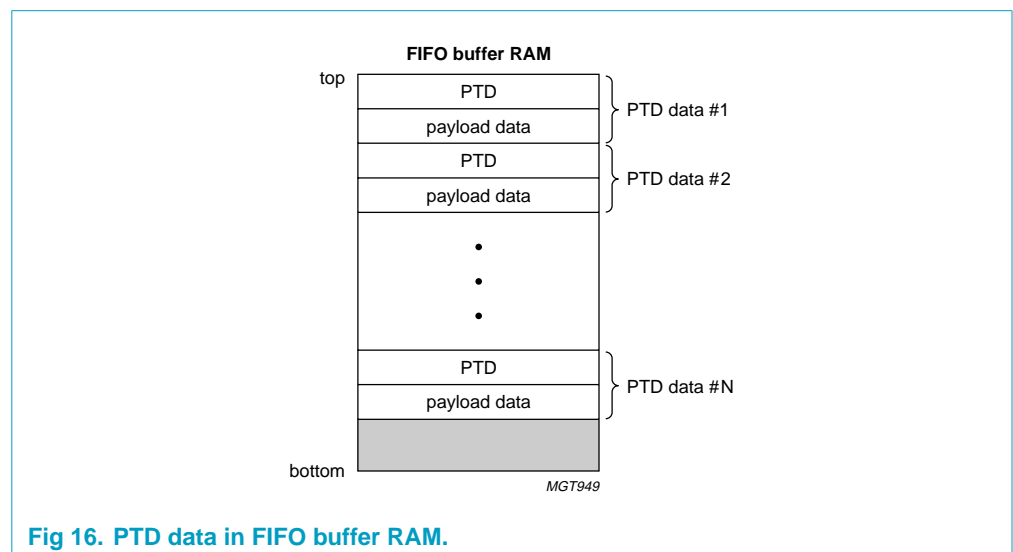 FIFO buffer RAM
top
PTD
payload data
PTD data #1
PTD
payload data
PTD data #2
PTD
payload data
PTD data #N
bottom
MGT949
Fig 16. PTD data in FIFO buffer RAM.